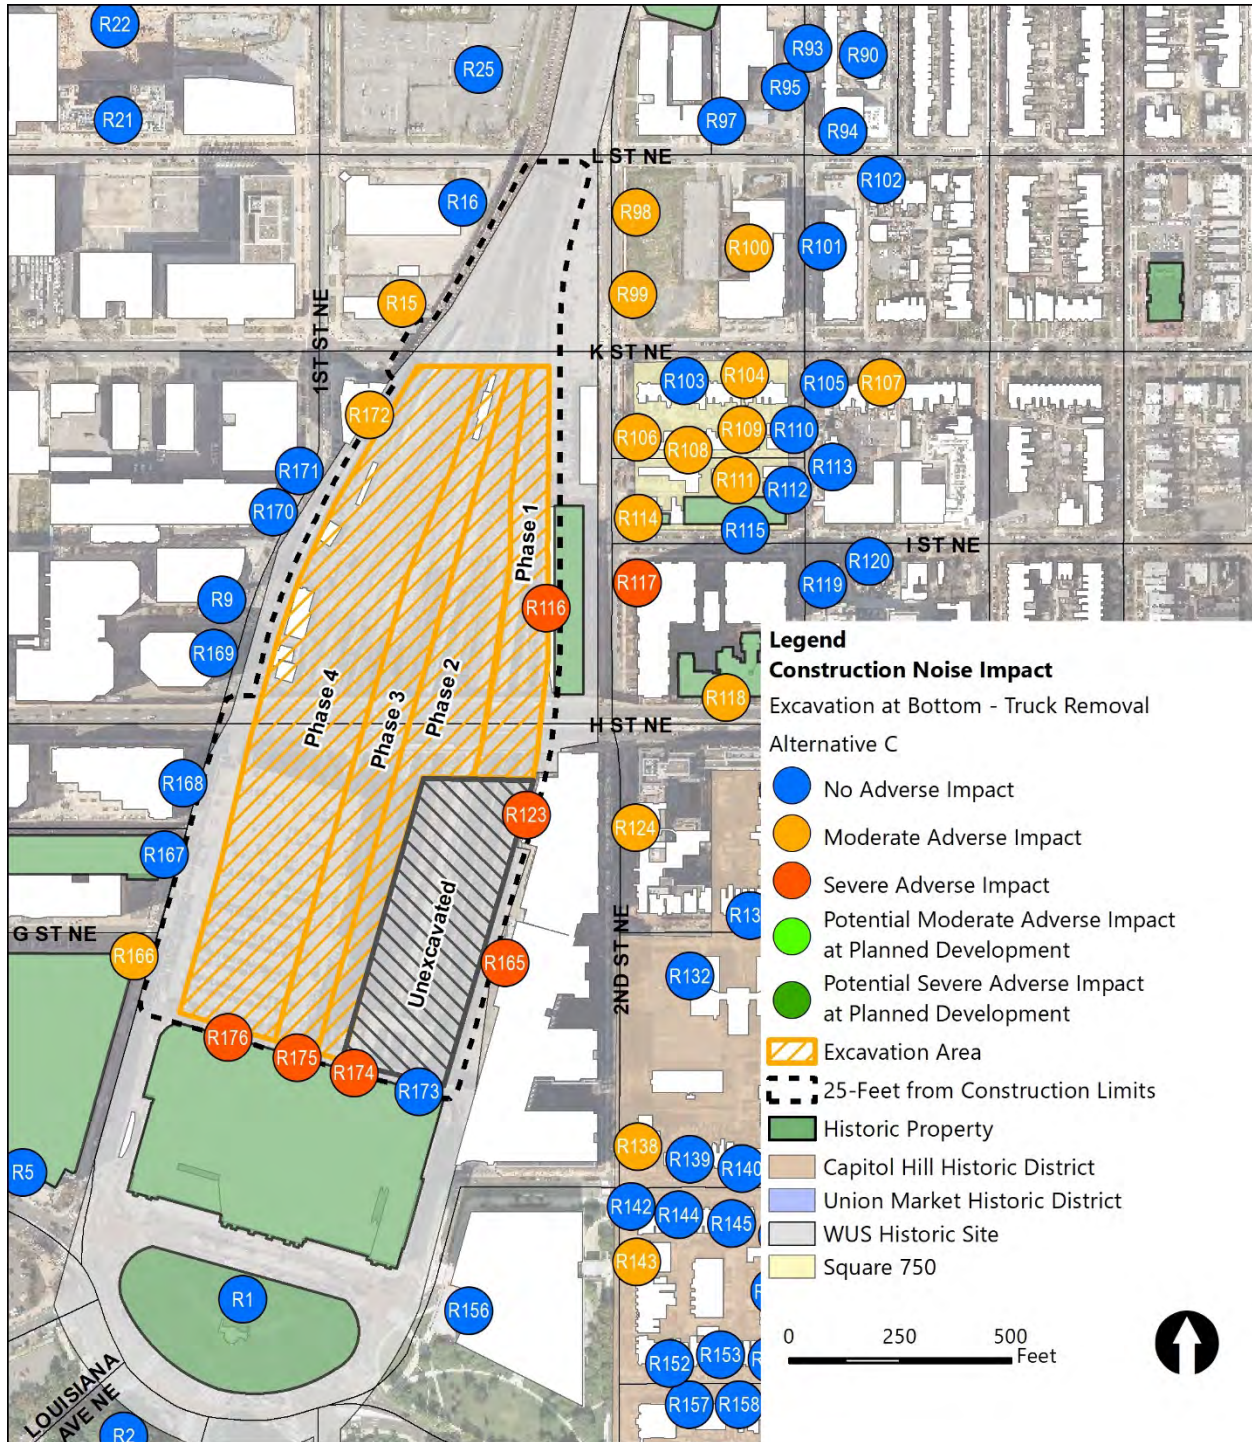 R22
R25
R93
R90
R95
R21
R97
R94
L ST NE
R102
R16
R98
R100
R101
R99
R15
1ST ST NE
K ST NE
R103
R104
R105
R107
R172
R106
R109
R110
R108
R113
R171
R111
R112
R170
R114
R115
Phase 1
I ST NE
R120
R117
R119
R9
R116
R169
Phase 4
Phase 3
Phase 2
R118
H ST NE
R168
R123
R124
R167
Unexcavated
2ND ST NE
R13
G ST NE
R166
R165
R132
R176
R175
R174
R173
R138
R139
R140
R5
R142
R144
R145
R143
R1
R156
R152
R153
R157
R158
LOUISIANA
AVE NE
R2
Legend
Construction Noise Impact
Excavation at Bottom - Truck Removal
Alternative C
No Adverse Impact
Moderate Adverse Impact
Severe Adverse Impact
Potential Moderate Adverse Impact
at Planned Development
Potential Severe Adverse Impact
at Planned Development
Excavation Area
25-Feet from Construction Limits
Historic Property
Capitol Hill Historic District
Union Market Historic District
WUS Historic Site
Square 750
0 250 500
Feet